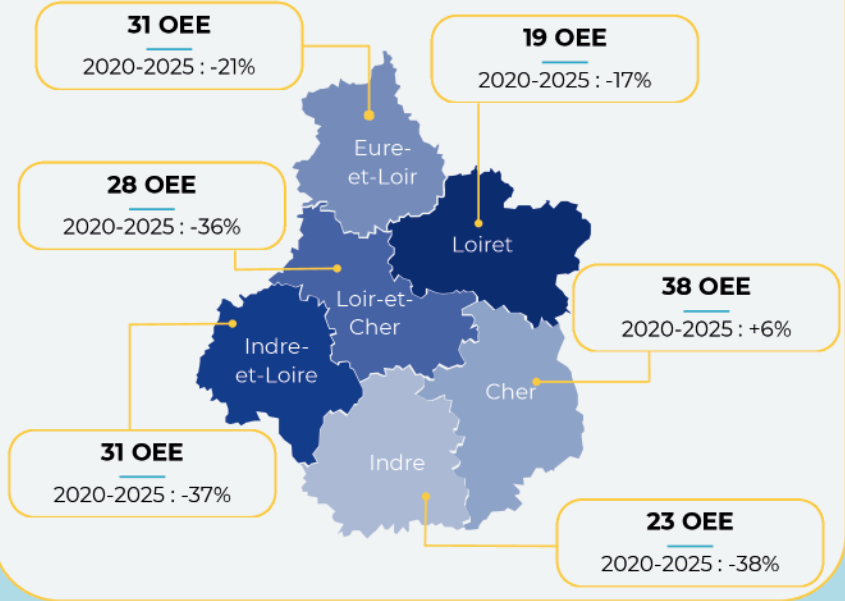 31 OEE
2020-2025 : -21%
19 OEE
2020-2025 : -17%
Eure-
et-Loir
28 OEE
2020-2025 : -36%
Loiret
38 OEE
2020-2025 : +6%
Loir-et-
Cher
Indre-
et-Loire
Cher
31 OEE
2020-2025 : -37%
Indre
23 OEE
2020-2025 : -38%